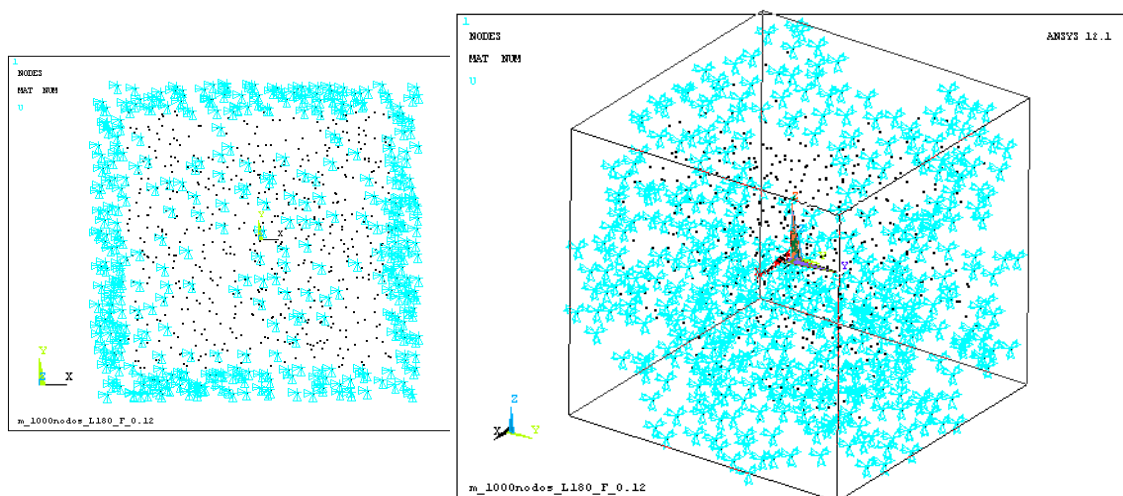 1
NODES
MAT NUM
U
X
Y
Z
X
m_1000nodos_L180_F_0.12
1
NODES
MAT NUM
U
ANSYS 12.1
Z
X
Y
Z
X
Y
m_1000nodos_L180_F_0.12